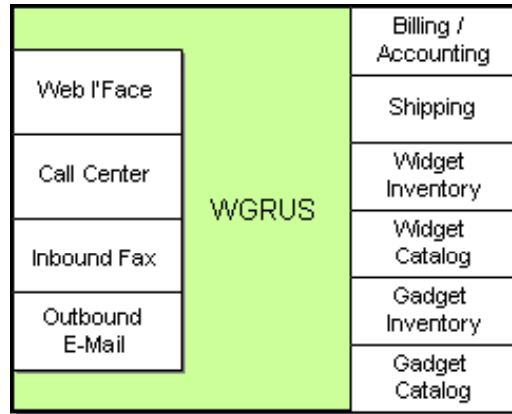 Web I'Face
Call Center
Inbound Fax
Outbound
E-Mail
WGRUS
Billing /
Accounting
Shipping
Widget
Inventory
Widget
Catalog
Gadget
Inventory
Gadget
Catalog